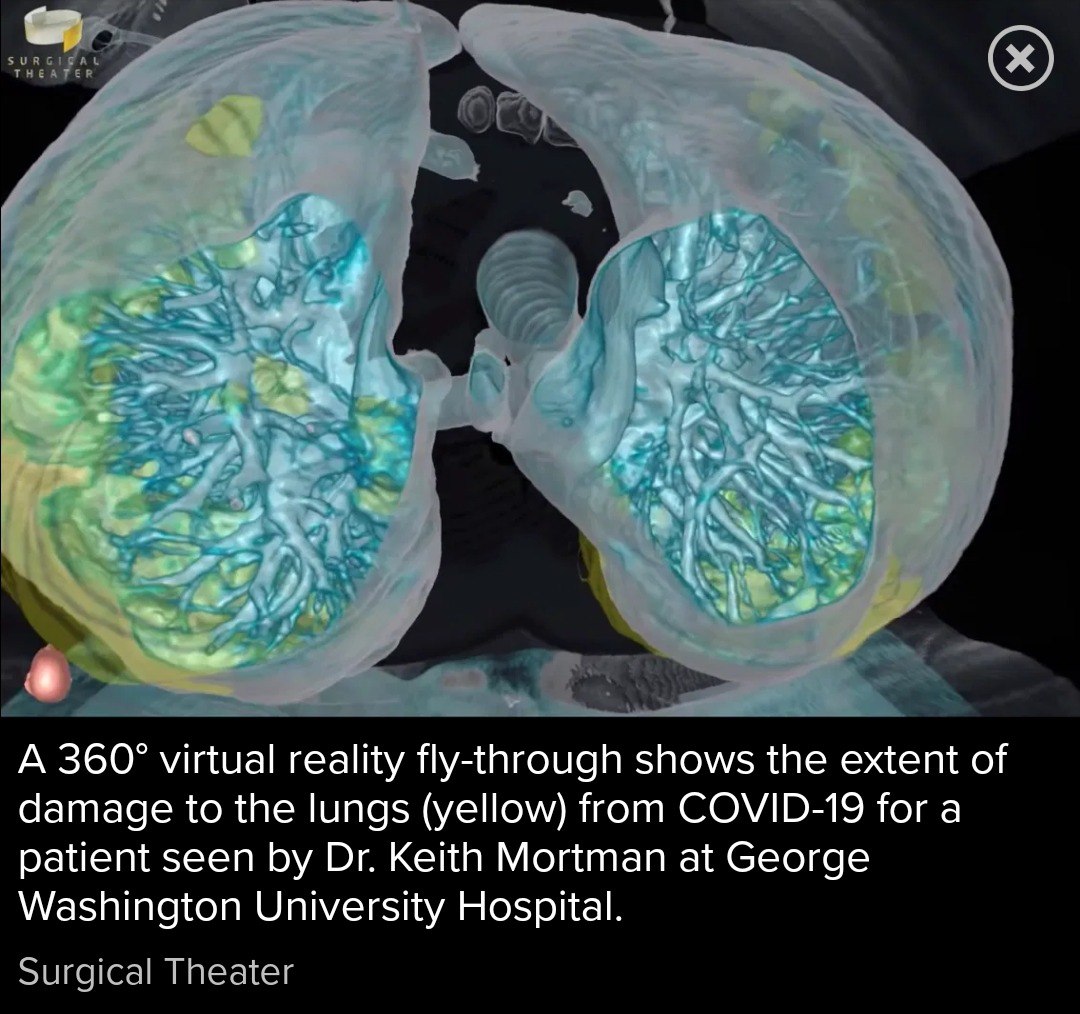 SURGICAL
THEATER
A 360° virtual reality fly-through shows the extent of
damage to the lungs (yellow) from COVID-19 for a
patient seen by Dr. Keith Mortman at George
Washington University Hospital.
Surgical Theater